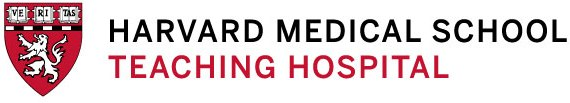 VE RI TAS
HARVARD MEDICAL SCHOOL
TEACHING HOSPITAL